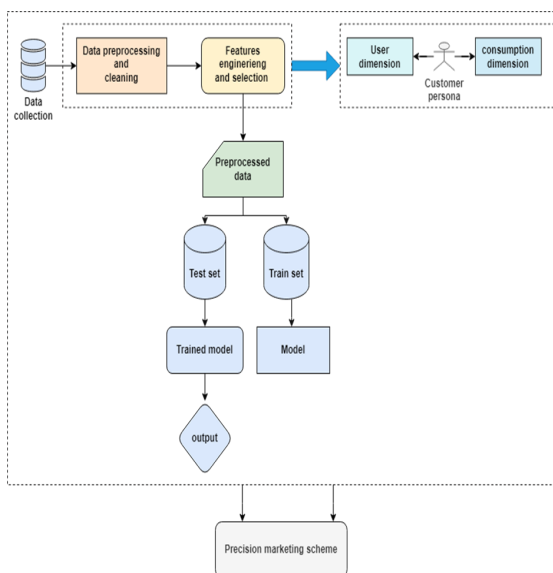 Data collection
Data preprocessing
and
cleaning
Features
enginerieng
and selection
User
dimension
Customer
persona
consumption
dimension
Preprocessed
data
Test set
Train set
Trained model
Model
output
Precision marketing scheme